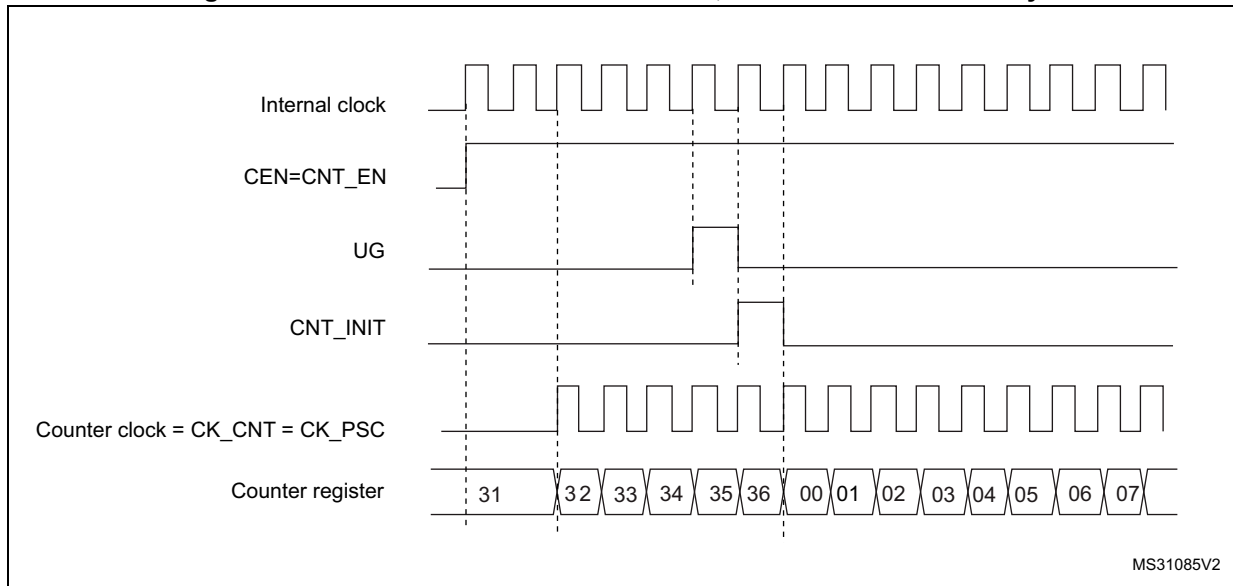 Internal clock
CEN=CNT_EN
UG
CNT_INIT
Counter clock = CK_CNT = CK_PSC
Counter register 31 32 33 34 35 36 00 01 02 03 04 05 06 07
MS31085V2